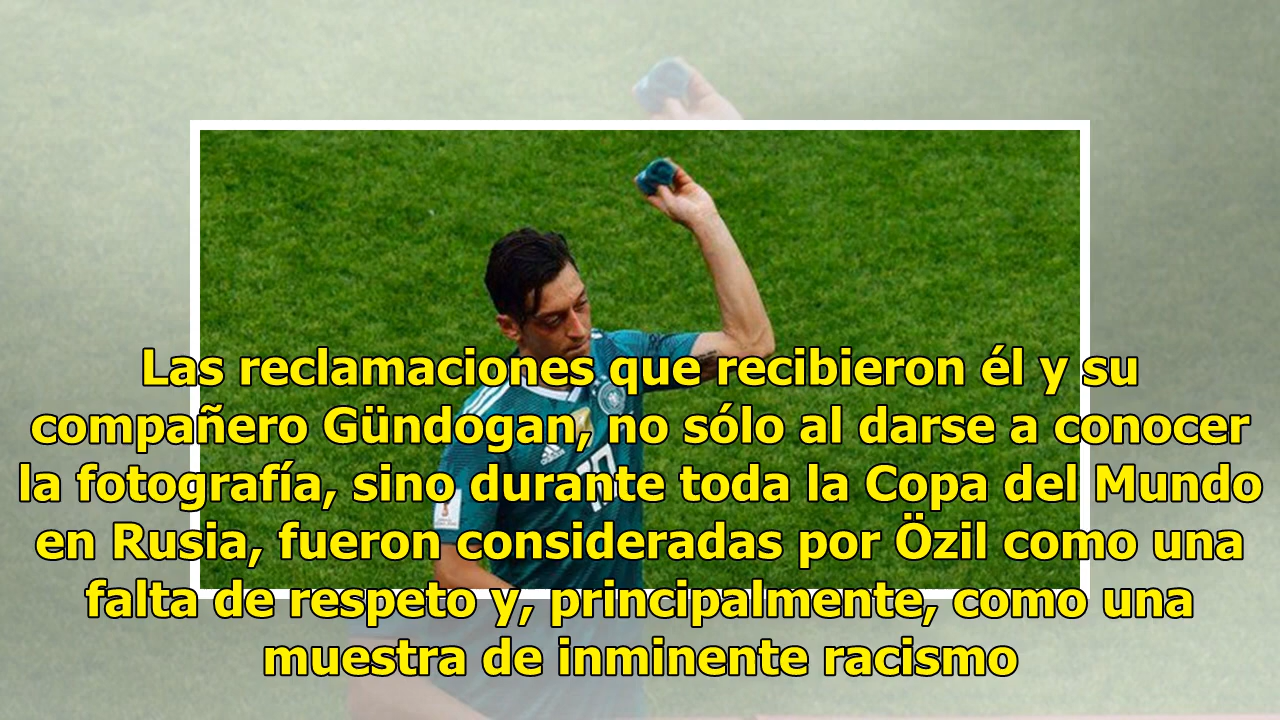 Las reclamaciones que recibieron él y su
compañero Gündogan, no sólo al darse a conocer
la fotografía, sino durante toda la Copa del Mundo
en Rusia, fueron consideradas por Özil como una
falta de respeto y, principalmente, como una
muestra de inminente racismo